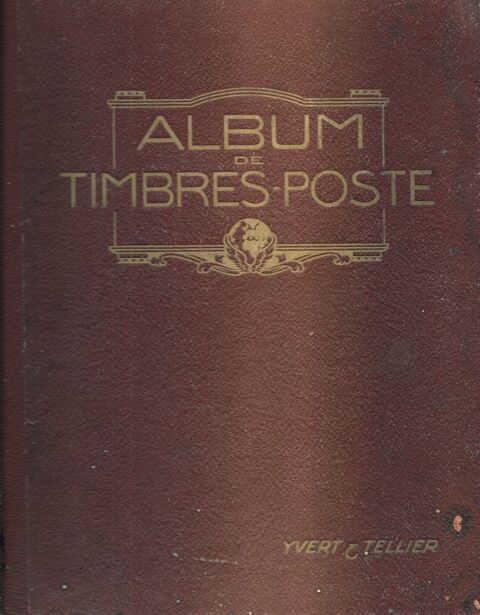 ALBUM
DE
TIMBRES-POSTE
YVERT & TELLIER